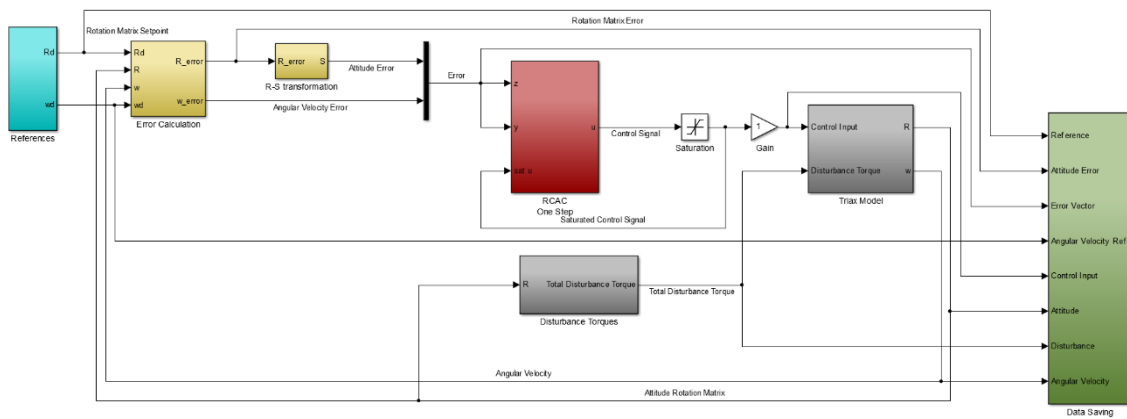 Rotation Matrix Error
Rotation Matrix Setpoint
Rd
wd
References
Rd
R
w
wd
R_error
w_error
Error Calculation
R_error
S
R-S transformation
Attitude Error
Angular Velocity Error
Error
z
y
sat u
u
RCAC
One Step
Control Signal
Saturation
Saturated Control Signal
1
Gain
Control Input
Disturbance Torque
R
w
Triax Model
R
Total Disturbance Torque
Disturbance Torques
Total Disturbance Torque
Angular Velocity
Attitude Rotation Matrix
Reference
Attitude Error
Error Vector
Angular Velocity Ref
Control Input
Attitude
Disturbance
Angular Velocity
Data Saving